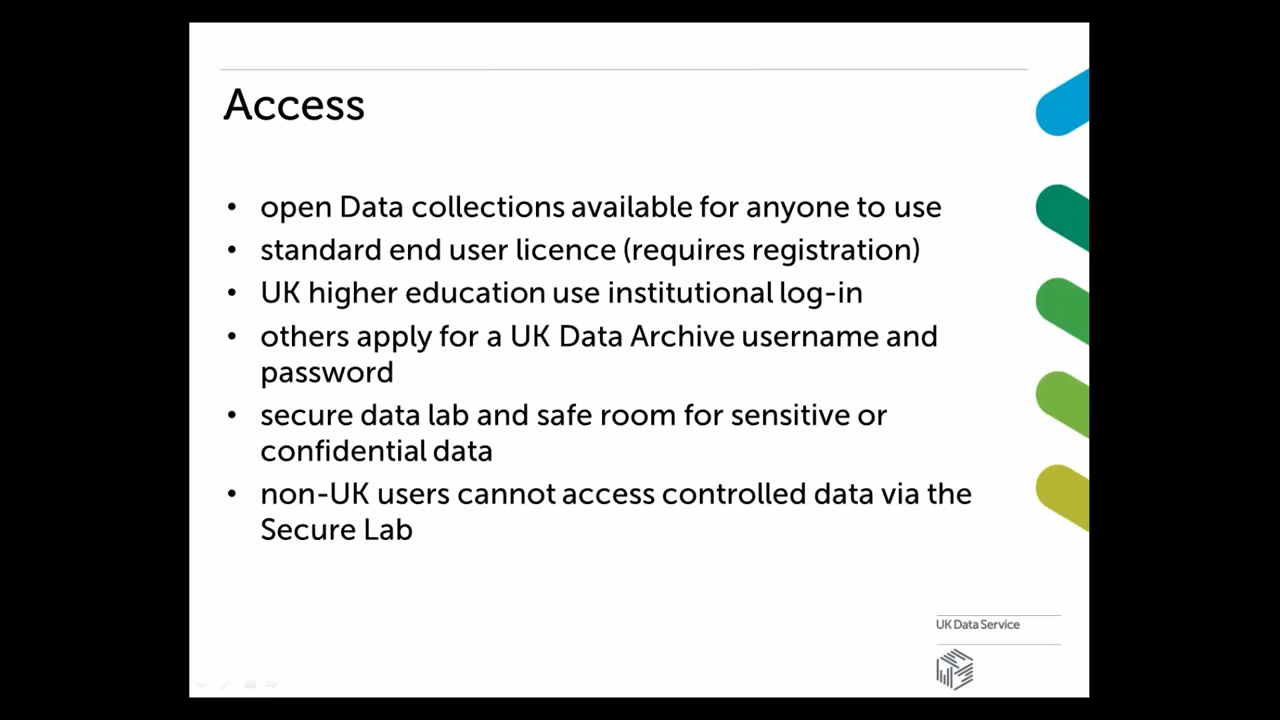 Access
• open Data collections available for anyone to use
• standard end user licence (requires registration)
• UK higher education use institutional log-in
• others apply for a UK Data Archive username and
password
• secure data lab and safe room for sensitive or
confidential data
• non-UK users cannot access controlled data via the
Secure Lab
UK Data Service